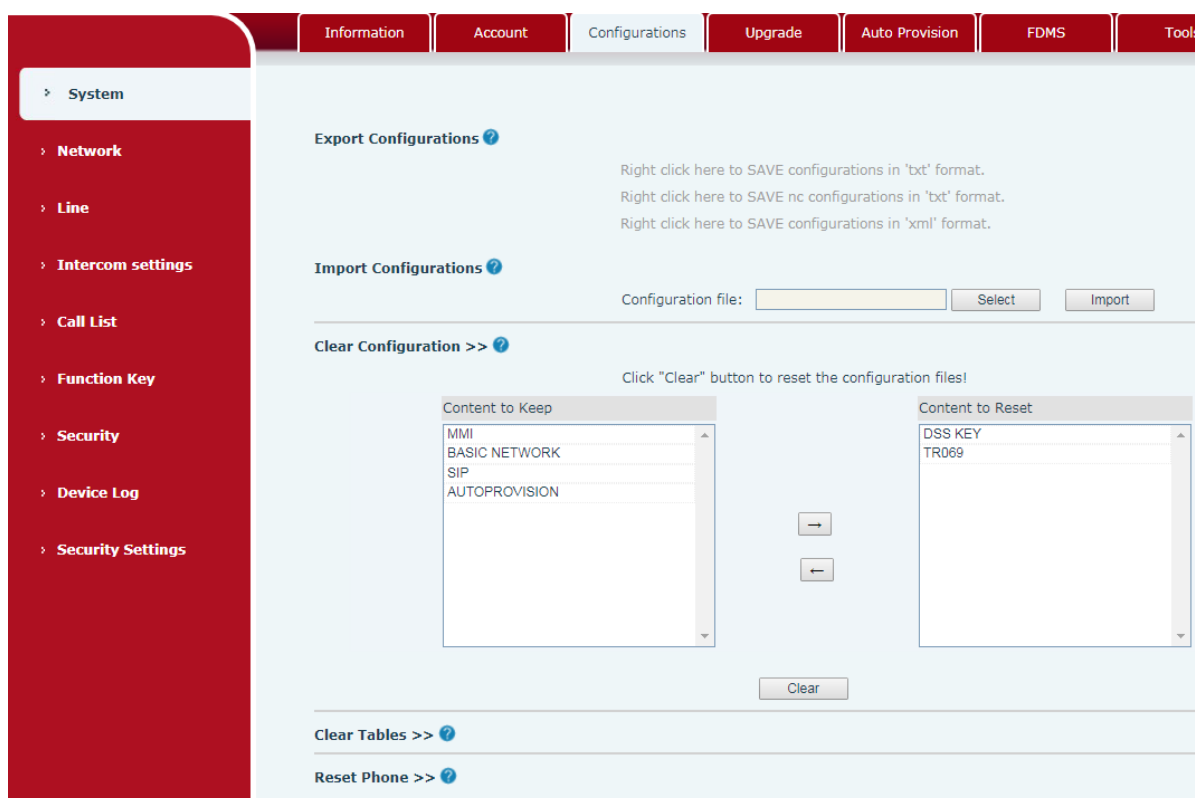 Information Account Configurations Upgrade Auto Provision FDMS Tools
System
Network
Line
Intercom settings
Call List
Function Key
Security
Device Log
Security Settings
Export Configurations
Right click here to SAVE configurations in 'txt' format.
Right click here to SAVE nc configurations in 'txt' format.
Right click here to SAVE configurations in 'xml' format.
Import Configurations
Configuration file: Select Import
Clear Configuration >>
Click "Clear" button to reset the configuration files!
Content to Keep
MMI
BASIC NETWORK
SIP
AUTOPROVISION
→
←
Content to Reset
DSS KEY
TR069
Clear
Clear Tables >>
Reset Phone >>